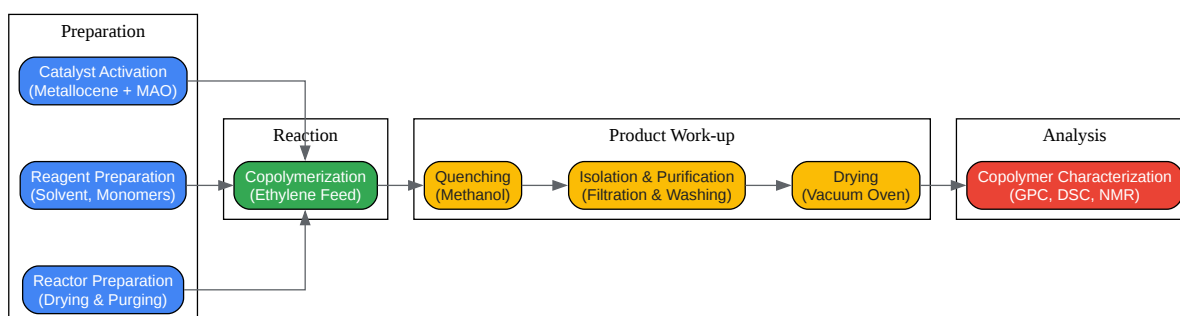 Preparation
Catalyst Activation
(Metallocene + MAO)
Reagent Preparation
(Solvent, Monomers)
Reactor Preparation
(Drying & Purging)
Reaction
Copolymerization
(Ethylene Feed)
Product Work-up
Quenching
(Methanol)
Isolation & Purification
(Filtration & Washing)
Drying
(Vacuum Oven)
Analysis
Copolymer Characterization
(GPC, DSC, NMR)